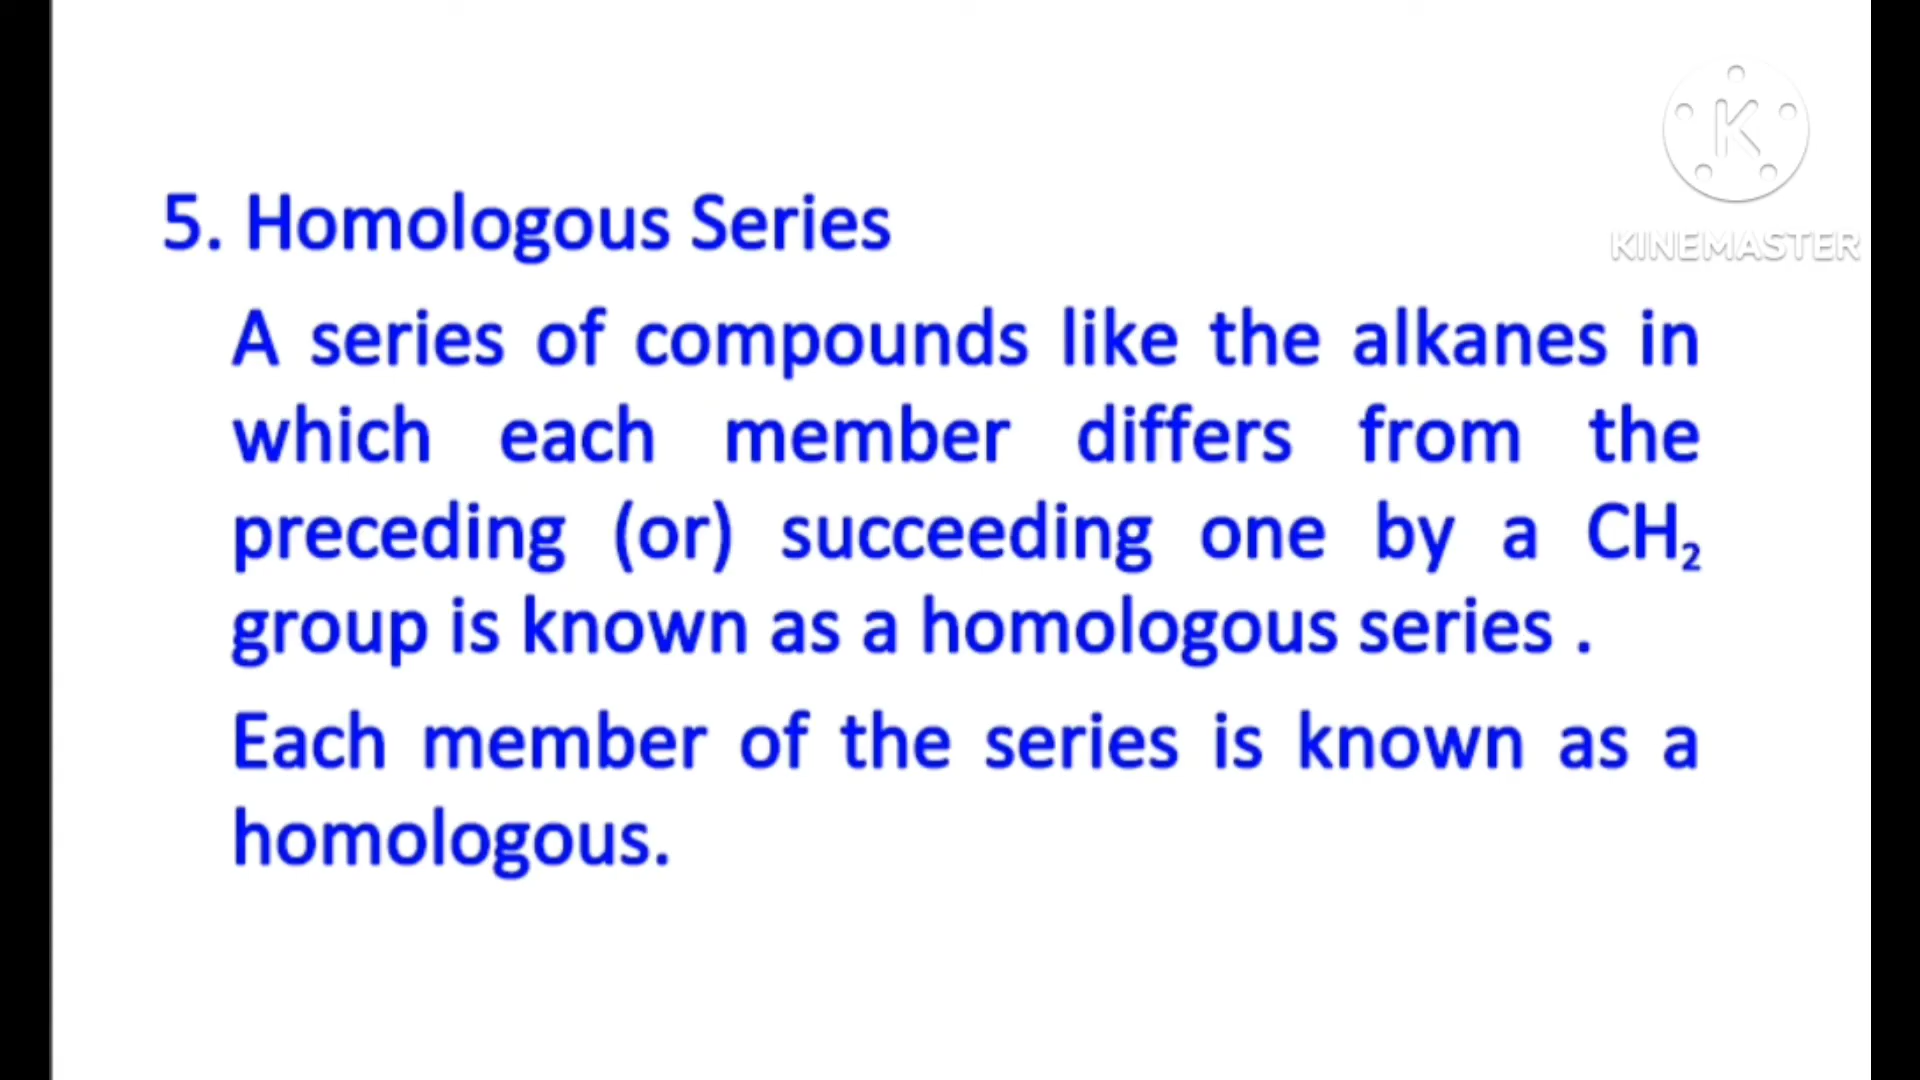 K
KINEMASTER
5. Homologous Series
A series of compounds like the alkanes in
which each member differs from the
preceding (or) succeeding one by a CH₂
group is known as a homologous series .
Each member of the series is known as a
homologous.